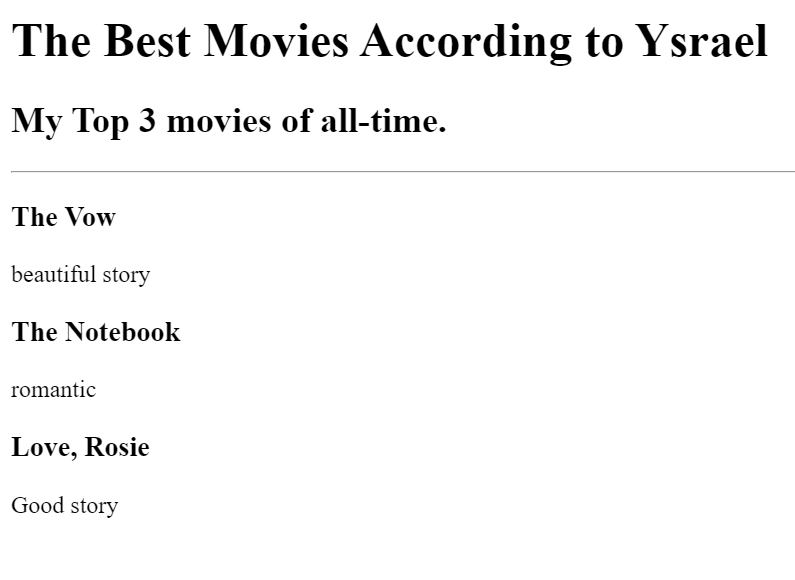 The Best Movies According to Ysrael
My Top 3 movies of all-time.
The Vow
beautiful story
The Notebook
romantic
Love, Rosie
Good story